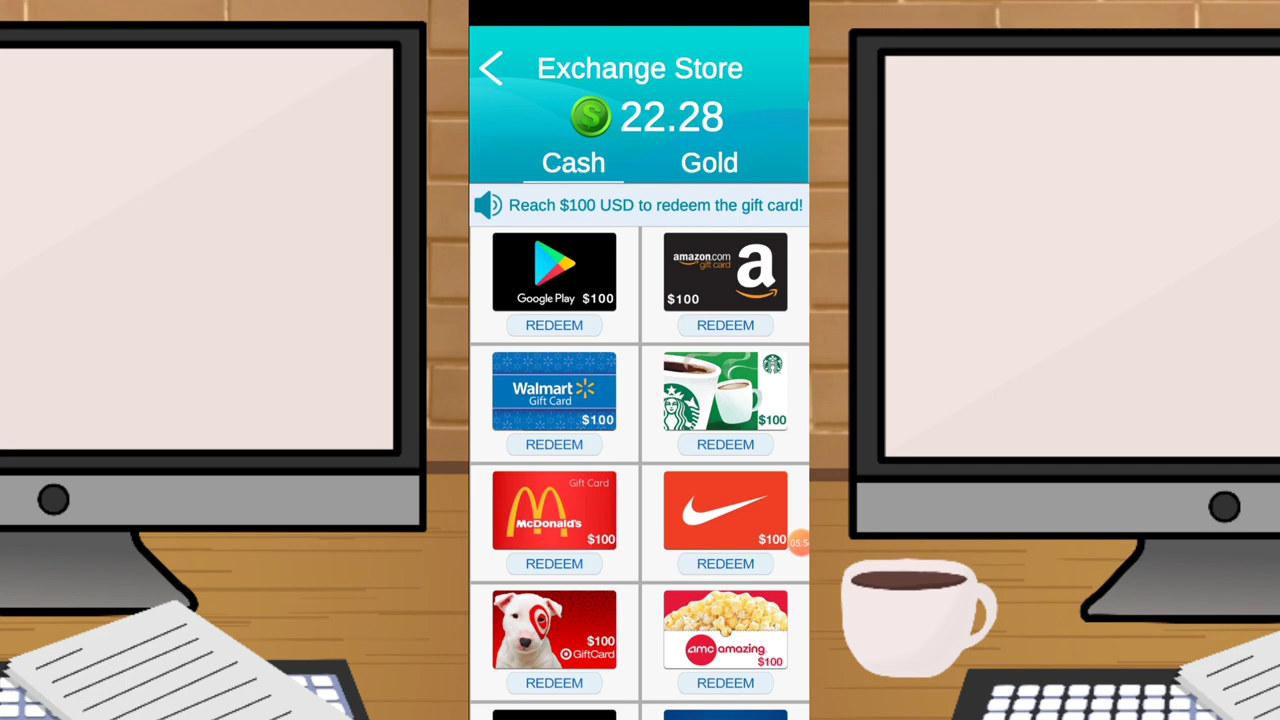 Exchange Store
S 22.28
Cash Gold
Reach $100 USD to redeem the gift card!
Google Play $100
amazon.com
gift card
a
$100
REDEEM REDEEM
Walmart
Gift Card
$100
$100
REDEEM REDEEM
Gift Card
McDonald's
$100
$100
05:5
REDEEM REDEEM
$100
GiftCard
amc amazing.
$100
REDEEM REDEEM